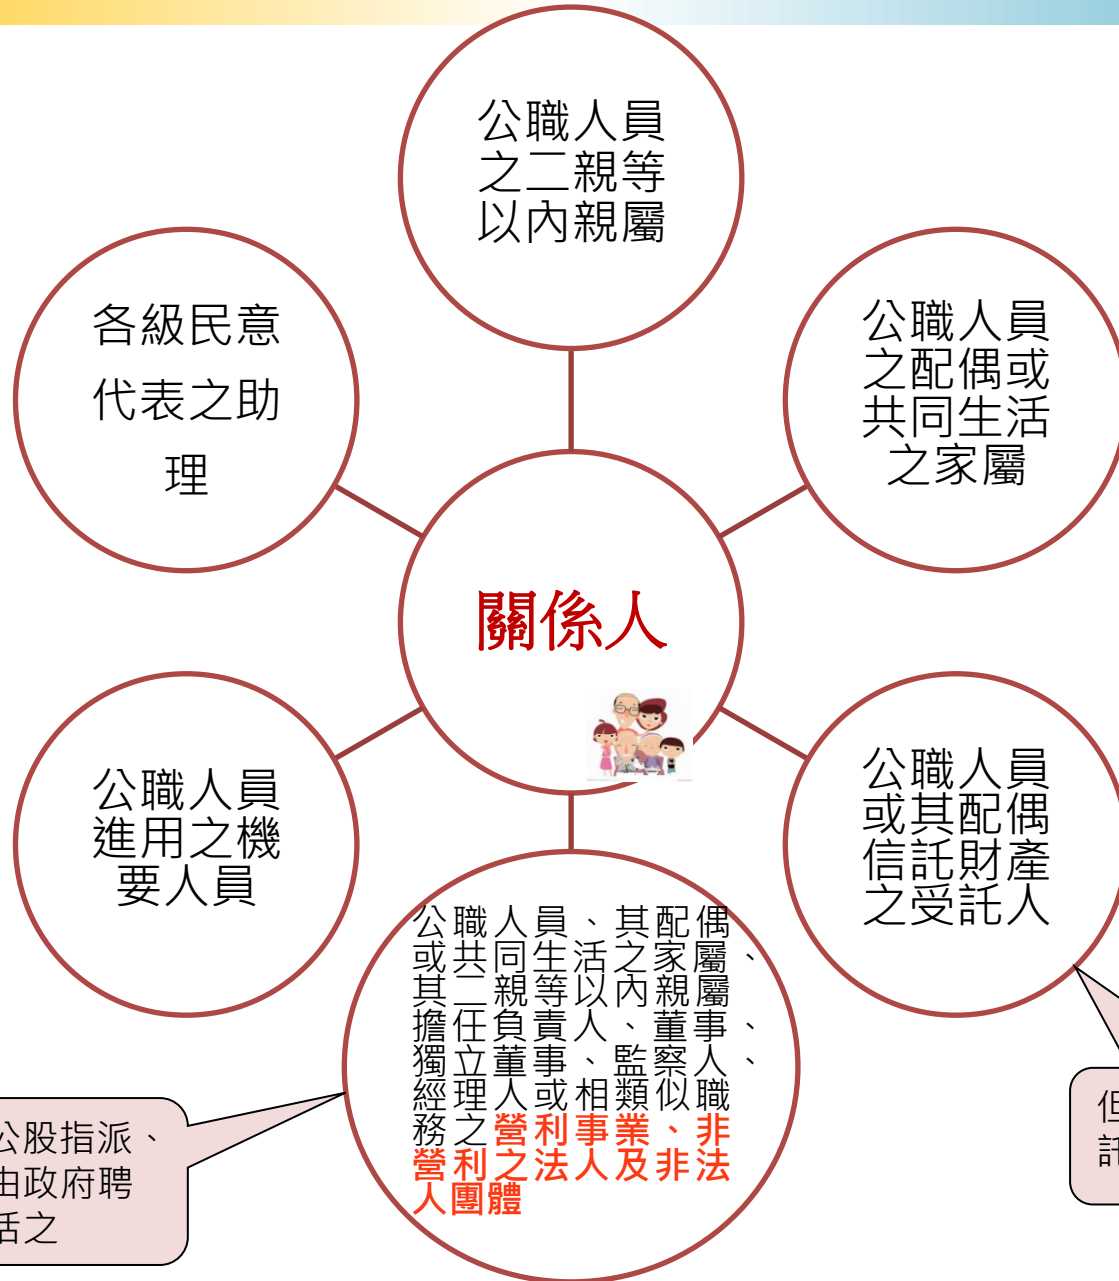 公職人員
之二親等
以內親屬
各級民意
代表之助
理
公職人員
之配偶或
共同生活
之家屬
關係人
公職人員
進用之機
要人員
公職人員
或其配偶
信託財產
之受託人
公職人員、其配偶
或共同生活之家屬、
其二親等以內親屬
擔任負責人、董事、
獨立董事、監察人、
經理人或相類似職
務之營利事業、非
營利之法人及非法
人團體
公股指派、
由政府聘
括之
但
託